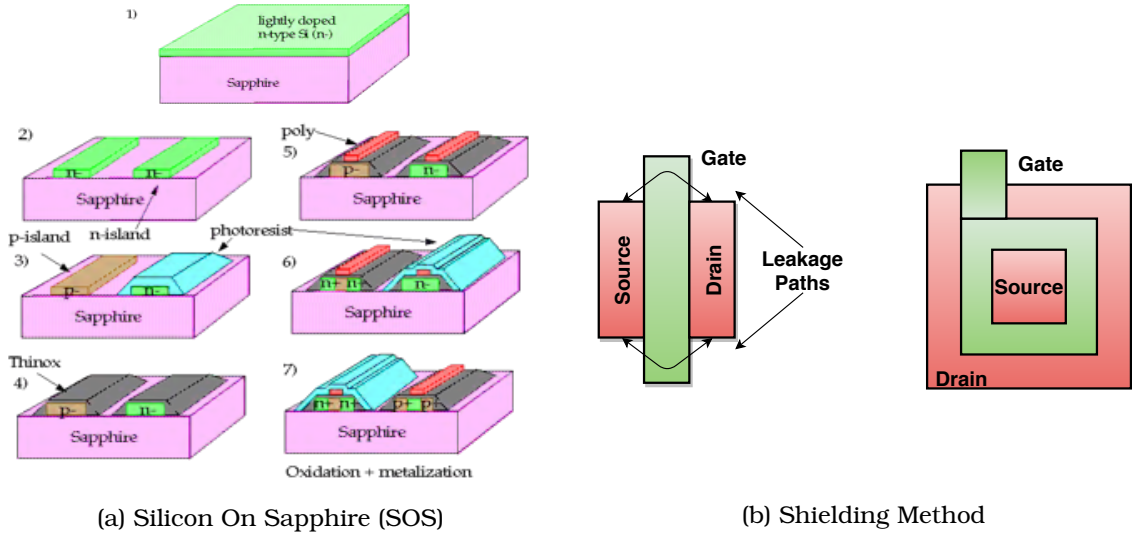 1)
lightly doped
n-type Si (n-)
Sapphire
2)
n-
n-
Sapphire
n-island
poly
5)
p-
n-
Sapphire
p-island
3)
p-
n-
Sapphire
photoresist
6)
n+ n-
n-
Sapphire
Thinox
4)
p-
n-
Sapphire
7)
n+ n+
p+ p-
Sapphire
Oxidation + metalization
(a) Silicon On Sapphire (SOS)
Gate
Source
Drain
Leakage
Paths
Gate
Source
Drain
(b) Shielding Method